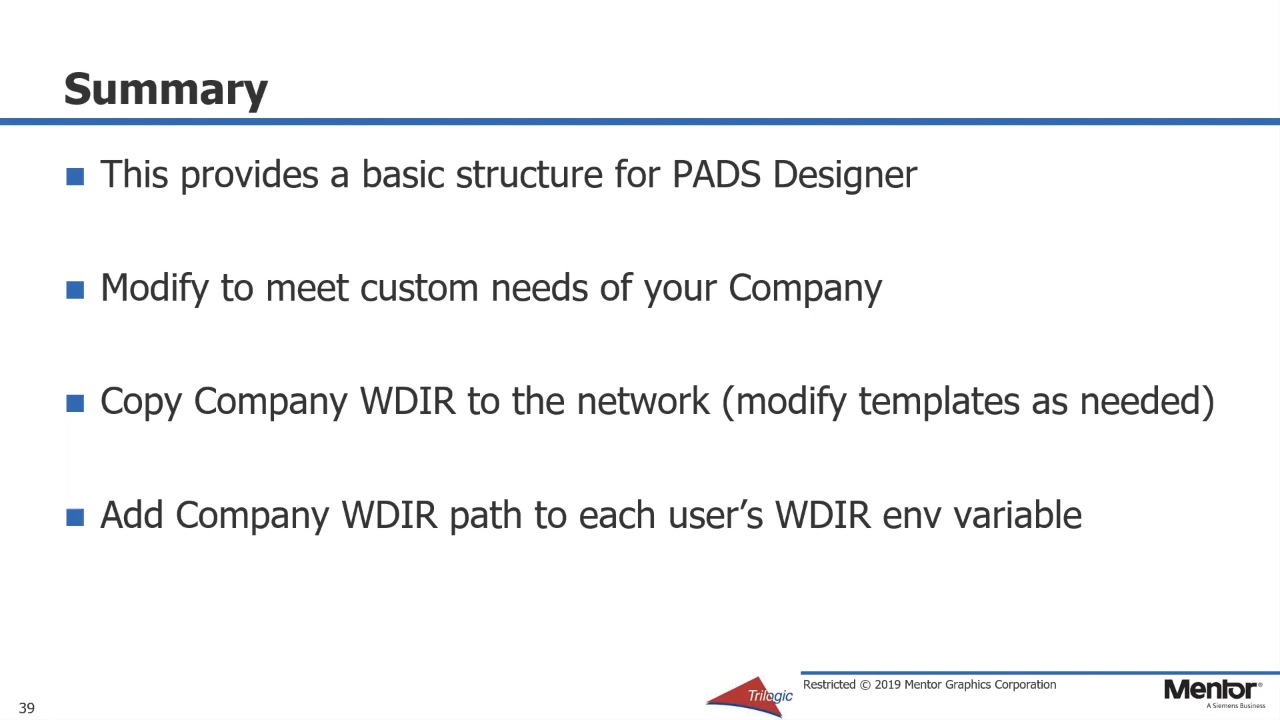 Summary
This provides a basic structure for PADS Designer
Modify to meet custom needs of your Company
Copy Company WDIR to the network (modify templates as needed)
Add Company WDIR path to each user’s WDIR env variable
39
Trilogic
Restricted © 2019 Mentor Graphics Corporation
Mentor®
A Siemens Business